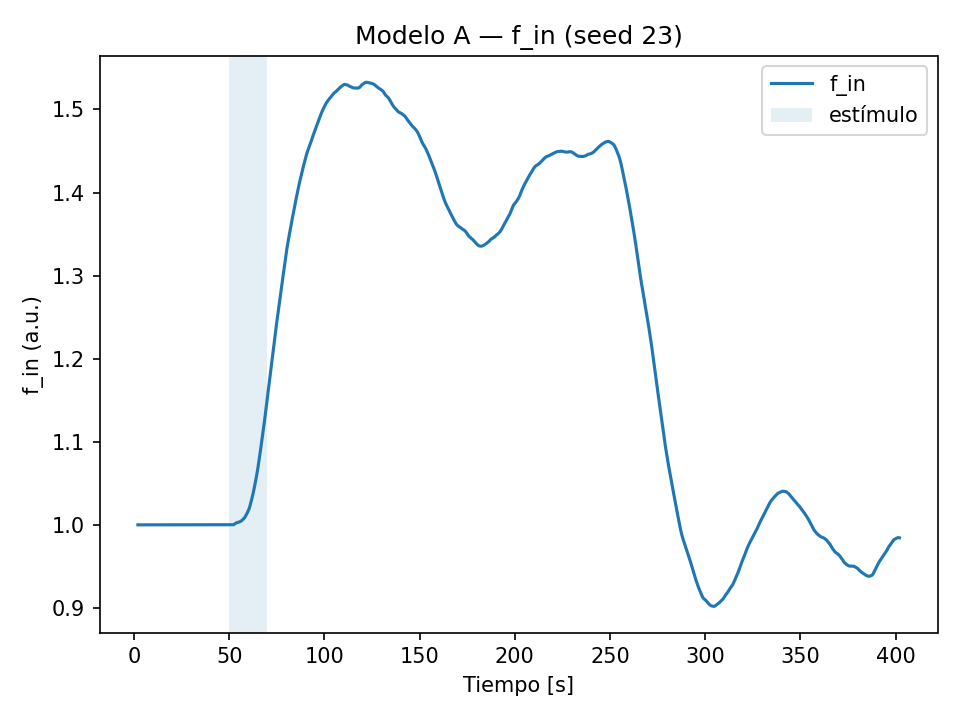 Modelo A — f_in (seed 23)
f_in
estímulo
f_in (a.u.)
1.5
1.4
1.3
1.2
1.1
1.0
0.9
0 50 100 150 200 250 300 350 400
Tiempo [s]